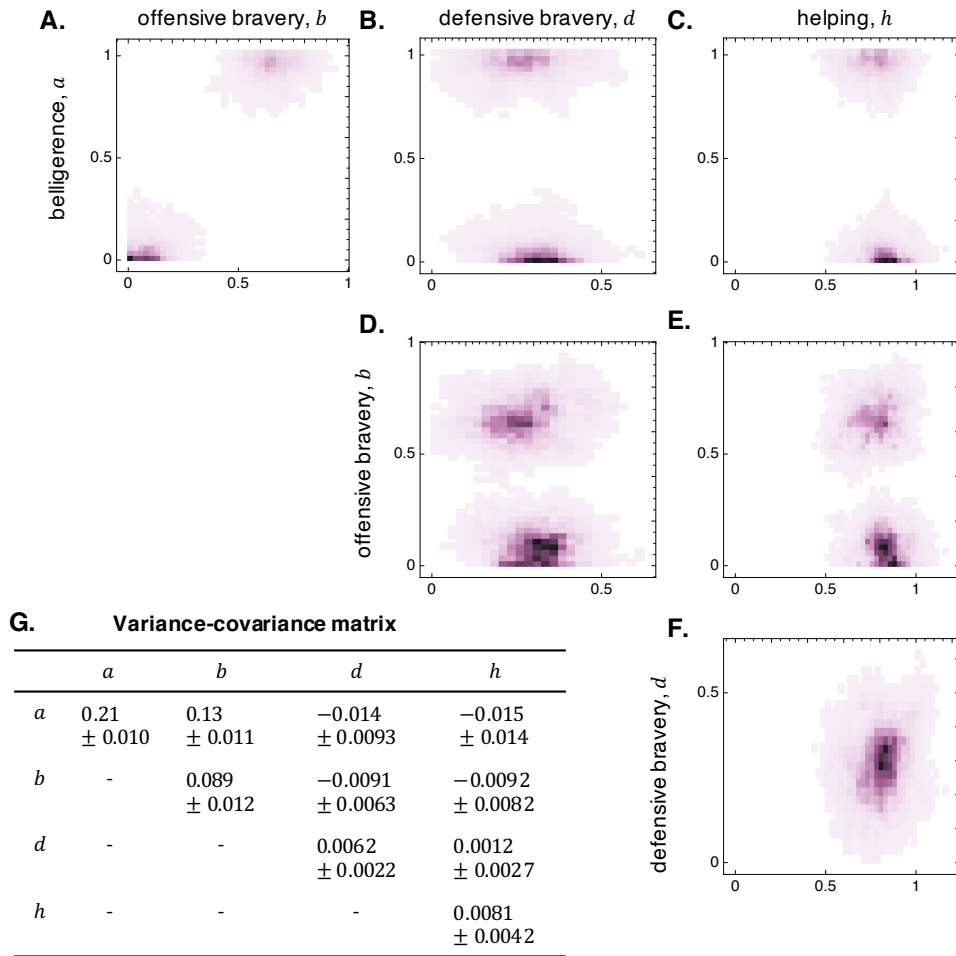 A. offensive bravery, b B. defensive bravery, d C. helping, h
belligerence, a
1
0.5
0
0 0.5 1
1
0.5
0
0 0.5
1
0.5
0
0 0.5 1
D. E.
offensive bravery, b
1
0.5
0
0 0.5
1
0.5
0
0 0.5 1
G. Variance-covariance matrix
a b d h
a 0.21 0.13 −0.014 −0.015
± 0.010 ± 0.011 ± 0.0093 ± 0.014
b - 0.089 −0.0091 −0.0092
± 0.012 ± 0.0063 ± 0.0082
d - - 0.0062 0.0012
± 0.0022 ± 0.0027
h - - - 0.0081
± 0.0042
F.
defensive bravery, d
0.5
0
0 0.5 1